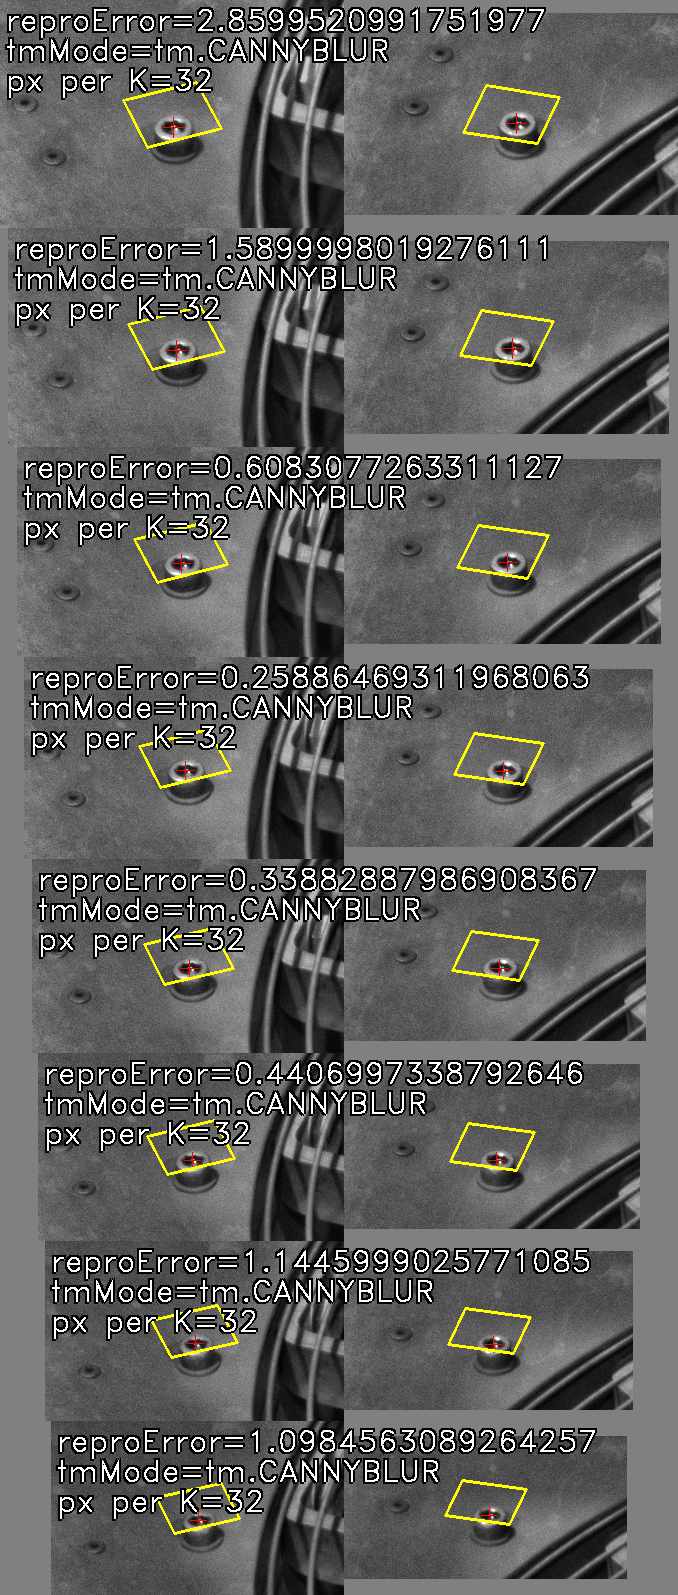 reproError=2.8599520991751977
tmMode=tm.CANNYBLUR
px per K=32
reproError=1.5899998019276111
tmMode=tm.CANNYBLUR
px per K=32
reproError=0.6083077263311127
tmMode=tm.CANNYBLUR
px per K=32
reproError=0.25886469311968063
tmMode=tm.CANNYBLUR
px per K=32
reproError=0.33882887986908367
tmMode=tm.CANNYBLUR
px per K=32
reproError=0.4406997338792646
tmMode=tm.CANNYBLUR
px per K=32
reproError=1.1445999025771085
tmMode=tm.CANNYBLUR
px per K=32
reproError=1.0984563089264257
tmMode=tm.CANNYBLUR
px per K=32